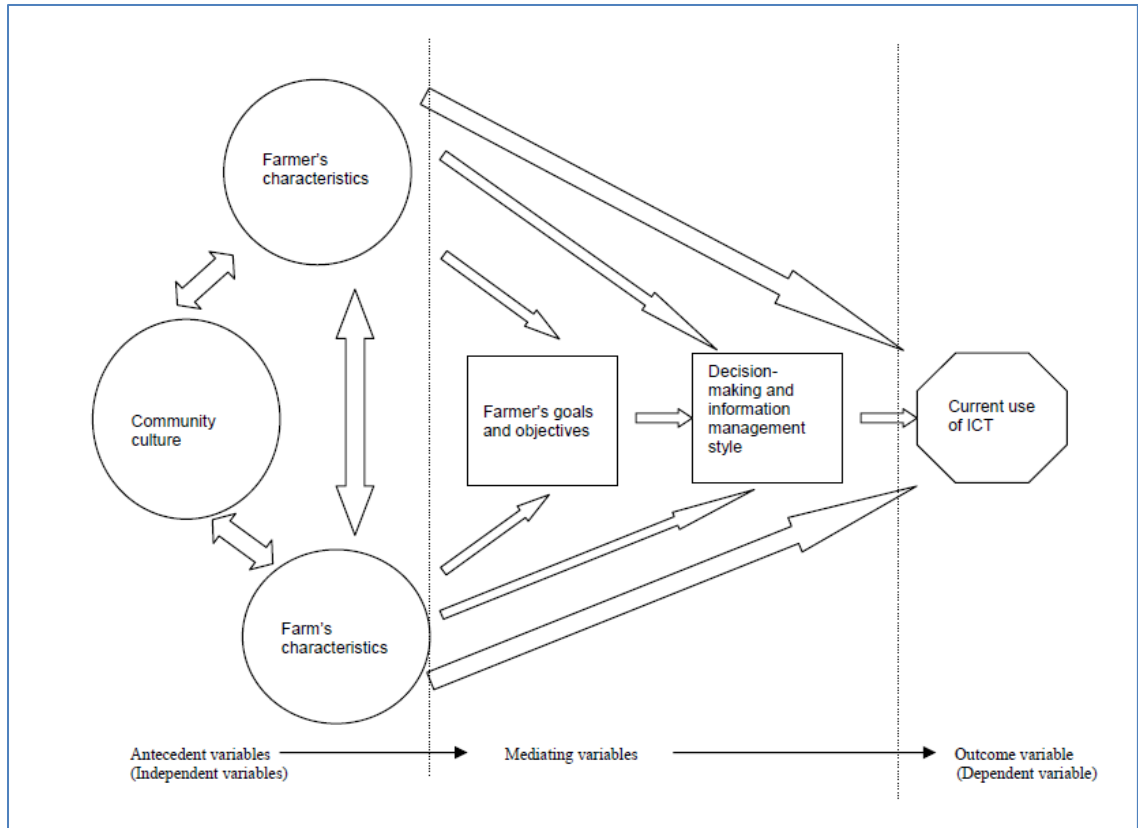 Farmer's
characteristics
Community
culture
Farmer's goals
and objectives
Decision-
making and
information
management
style
Current use
of ICT
Farm's
characteristics
Antecedent variables
(Independent variables)
Mediating variables
Outcome variable
(Dependent variable)